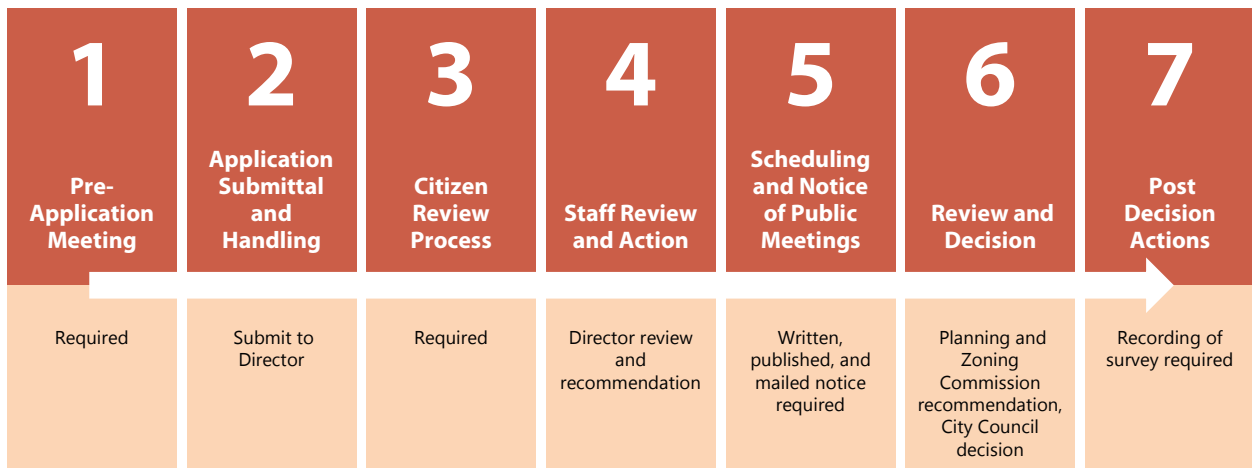 1
Pre-
Application
Meeting
Required
2
Application
Submittal
and
Handling
Submit to
Director
3
Citizen
Review
Process
Required
4
Staff Review
and Action
Director review
and
recommendation
5
Scheduling
and Notice
of Public
Meetings
Written,
published, and
mailed notice
required
6
Review and
Decision
Planning and
Zoning
Commission
recommendation,
City Council
decision
7
Post
Decision
Actions
Recording of
survey required